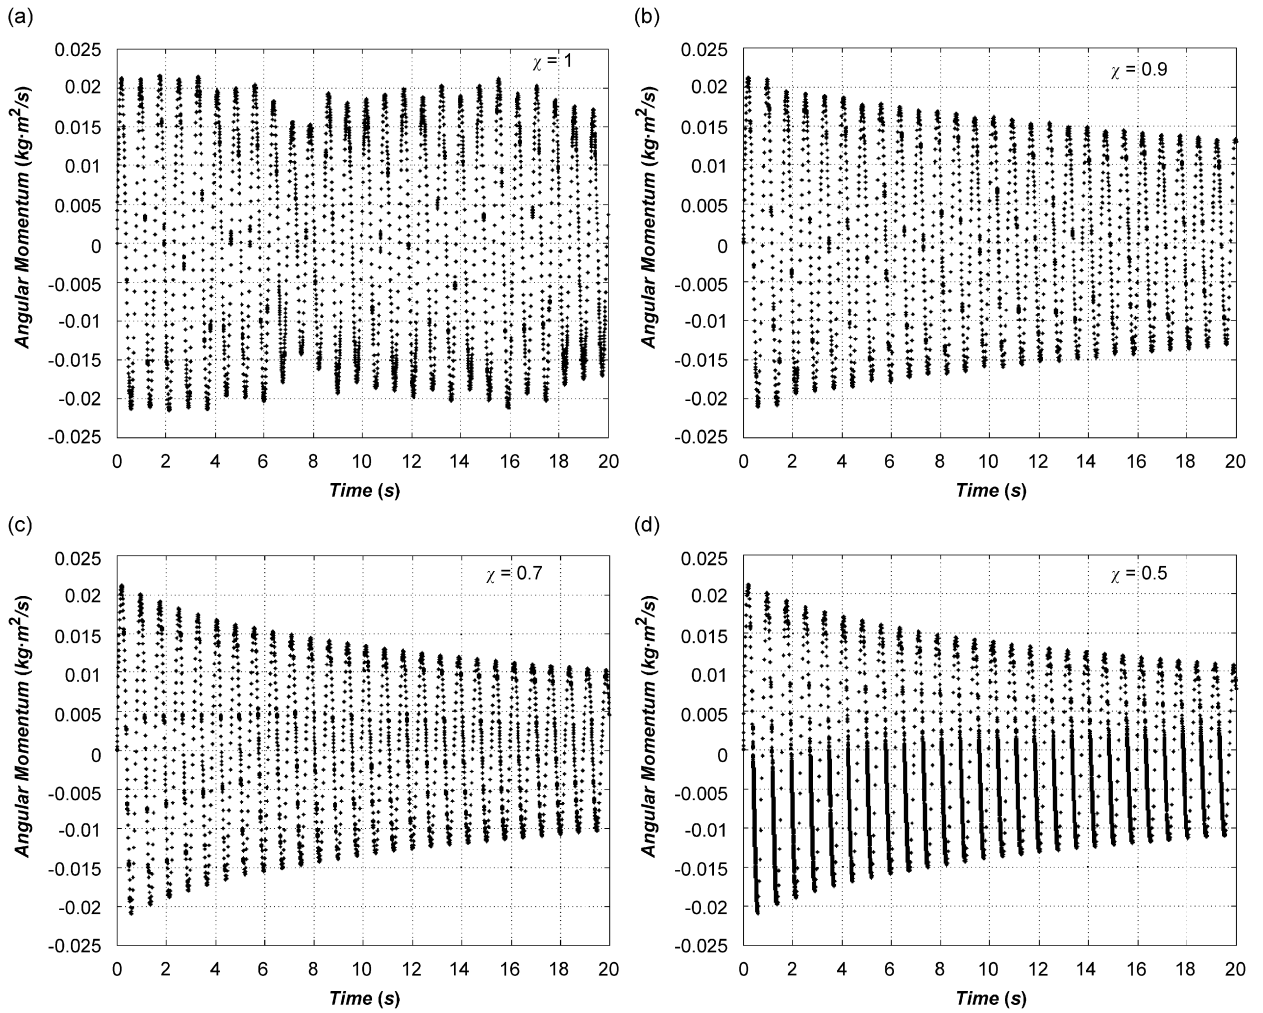 (a)
(b)
χ = 1
χ = 0.9
0.025
0.02
0.015
0.01
0.005
0
-0.005
-0.01
-0.015
-0.02
-0.025
Angular Momentum (kg·m²/s)
0 2 4 6 8 10 12 14 16 18 20
Time (s)
0.025
0.02
0.015
0.01
0.005
0
-0.005
-0.01
-0.015
-0.02
-0.025
Angular Momentum (kg·m²/s)
0 2 4 6 8 10 12 14 16 18 20
Time (s)
(c)
(d)
χ = 0.7
χ = 0.5
0.025
0.02
0.015
0.01
0.005
0
-0.005
-0.01
-0.015
-0.02
-0.025
Angular Momentum (kg·m²/s)
0 2 4 6 8 10 12 14 16 18 20
Time (s)
0.025
0.02
0.015
0.01
0.005
0
-0.005
-0.01
-0.015
-0.02
-0.025
Angular Momentum (kg·m²/s)
0 2 4 6 8 10 12 14 16 18 20
Time (s)